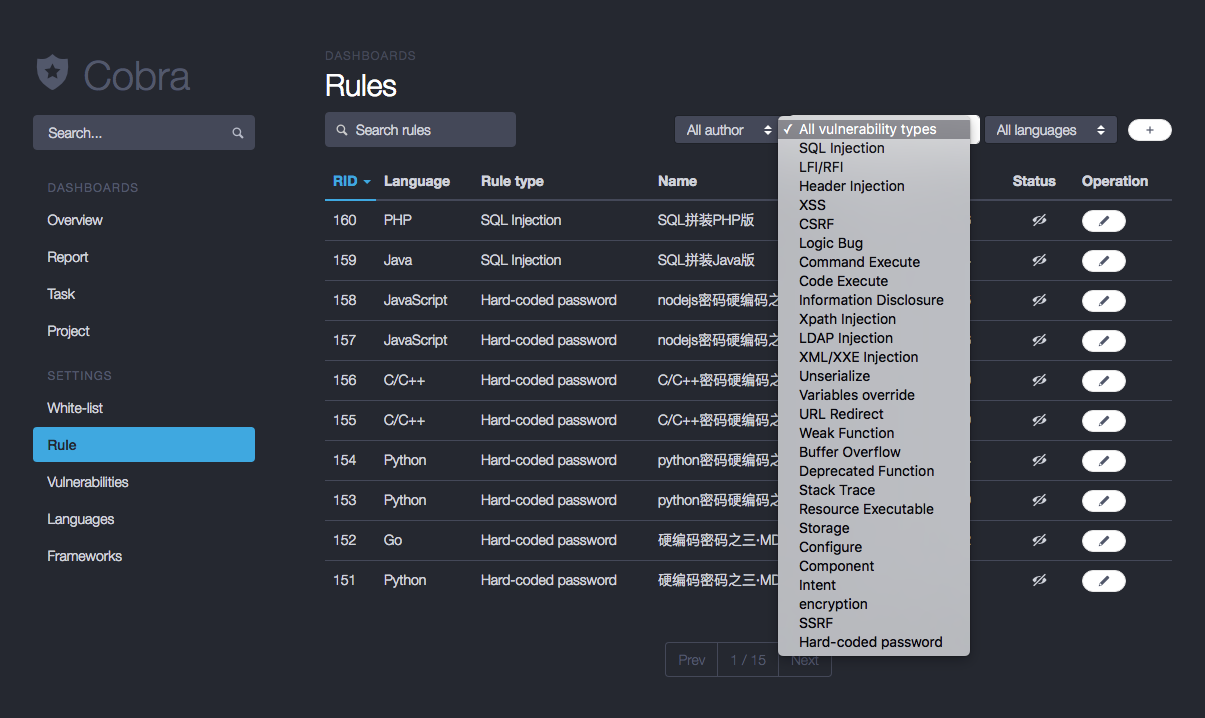 Cobra
Search...
DASHBOARDS
Overview
Report
Task
Project
SETTINGS
White-list
Rule
Vulnerabilities
Languages
Frameworks
DASHBOARDS
Rules
Search rules
All author
✓ All vulnerability types
All languages
+
SQL Injection
LFI/RFI
Header Injection
XSS
CSRF
Logic Bug
Command Execute
Code Execute
Information Disclosure
Xpath Injection
LDAP Injection
XML/XXE Injection
Unserialize
Variables override
URL Redirect
Weak Function
Buffer Overflow
Deprecated Function
Stack Trace
Resource Executable
Storage
Configure
Component
Intent
encryption
SSRF
Hard-coded password
RID Language Rule type Name Status Operation
160 PHP SQL Injection SQL拼装PHP版
159 Java SQL Injection SQL拼装Java版
158 JavaScript Hard-coded password nodejs密码硬编码之
157 JavaScript Hard-coded password nodejs密码硬编码之
156 C/C++ Hard-coded password C/C++密码硬编码之
155 C/C++ Hard-coded password C/C++密码硬编码之
154 Python Hard-coded password python密码硬编码之
153 Python Hard-coded password python密码硬编码之
152 Go Hard-coded password 硬编码密码之三·MD
151 Python Hard-coded password 硬编码密码之三·MD
Prev 1 / 15 Next